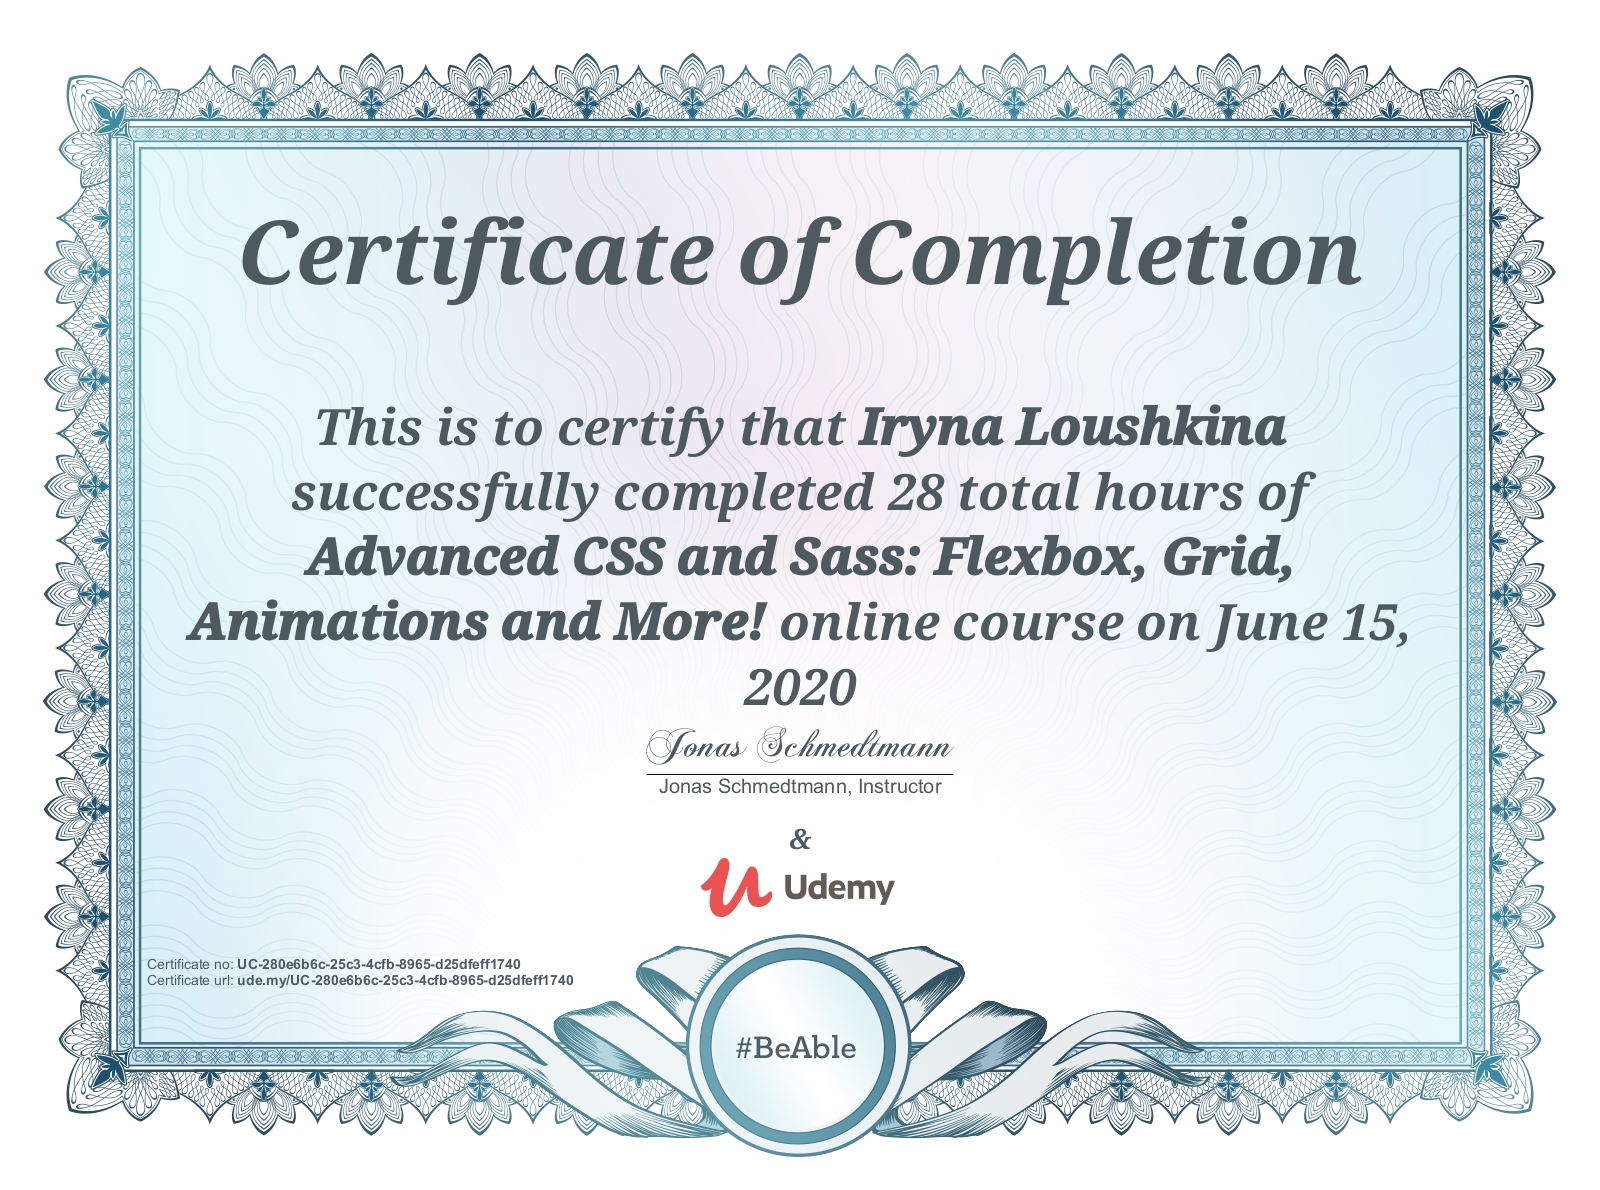 Certificate of Completion
This is to certify that Iryna Loushkina
successfully completed 28 total hours of
Advanced CSS and Sass: Flexbox, Grid,
Animations and More! online course on June 15,
2020
Jonas Schmedtmann
Jonas Schmedtmann, Instructor
&
Udemy
Certificate no: UC-280e6b6c-25c3-4cfb-8965-d25dfeff1740
Certificate url: ude.my/UC-280e6b6c-25c3-4cfb-8965-d25dfeff1740
#BeAble